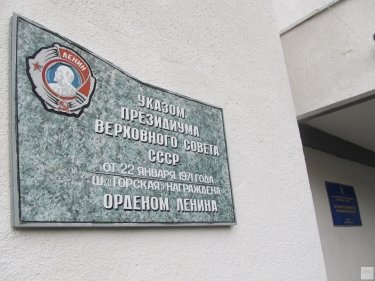 ЛЕНИН
УКАЗОМ
ПРЕЗИДИУМА
ВЕРХОВНОГО СОВЕТА
СССР
ОТ 22 ЯНВАРЯ 1971 ГОДА
Ш. "ГОРСКАЯ" НАГРАЖДЕНА
ОРДЕНОМ ЛЕНИНА